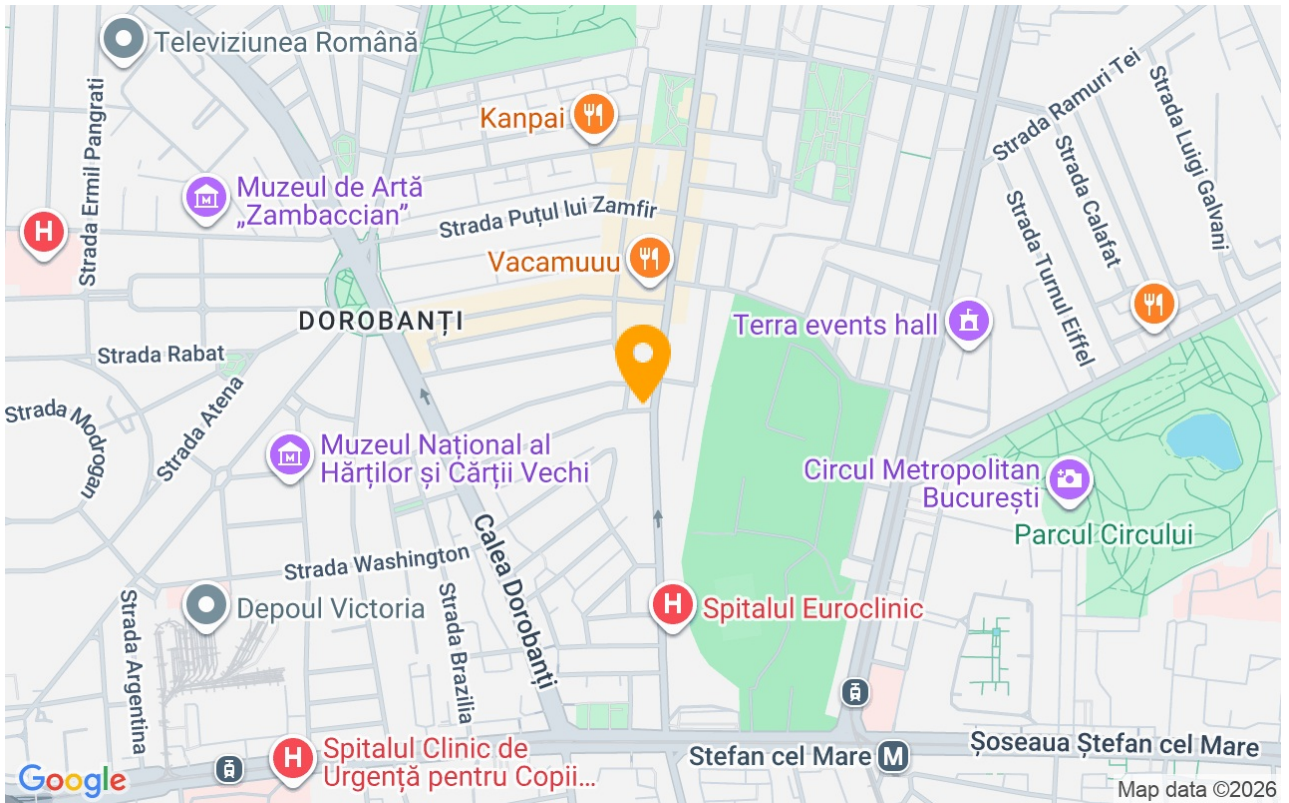 Televiziunea Română
Strada Ermil Pangrati
Kanpai
Strada Ramuri Tei
Strada Luigi Galvani
Strada Calafat
Muzeul de Artă
„Zambaccian”
Strada Puțul lui Zamfir
Strada Turnul Eiffel
H
Vacamuuu
DOROBANȚI
Terra events hall
Strada Rabat
Strada Atena
Strada Modrogan
Muzeul Național al
Hărților și Cărții Vechi
Circul Metropolitan
București
Parcul Circului
Calea Dorobanți
Strada Washington
Depoul Victoria
Strada Brazilia
Strada Argentina
H
Spitalul Euroclinic
H
Spitalul Clinic de
Urgență pentru Copii...
Ștefan cel Mare
M
Șoseaua Ștefan cel Mare
Google
Map data ©2026